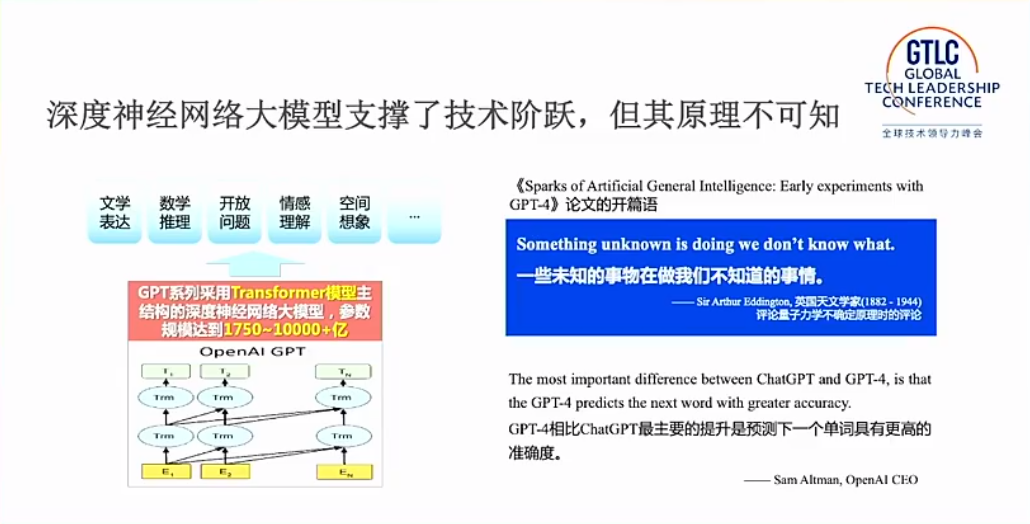 GTLC
GLOBAL
TECH LEADERSHIP
CONFERENCE
全球技术领导力峰会
深度神经网络大模型支撑了技术阶跃，但其原理不可知
文学
表达
数学
推理
开放
问题
情感
理解
空间
想象
...
GPT系列采用Transformer模型主
结构的深度神经网络大模型，参数
规模达到1750~10000+亿
OpenAI GPT
T1
T2
TN
Trm
Trm
Trm
Trm
Trm
Trm
E1
E2
EN
《Sparks of Artificial General Intelligence: Early experiments with
GPT-4》论文的开篇语
Something unknown is doing we don't know what.
一些未知的事物在做我们不知道的事情。
—— Sir Arthur Eddington, 英国天文学家(1882 - 1944)
评论量子力学不确定原理时的评论
The most important difference between ChatGPT and GPT-4, is that
the GPT-4 predicts the next word with greater accuracy.
GPT-4相比ChatGPT最主要的提升是预测下一个单词具有更高的
准确度。
—— Sam Altman, OpenAI CEO